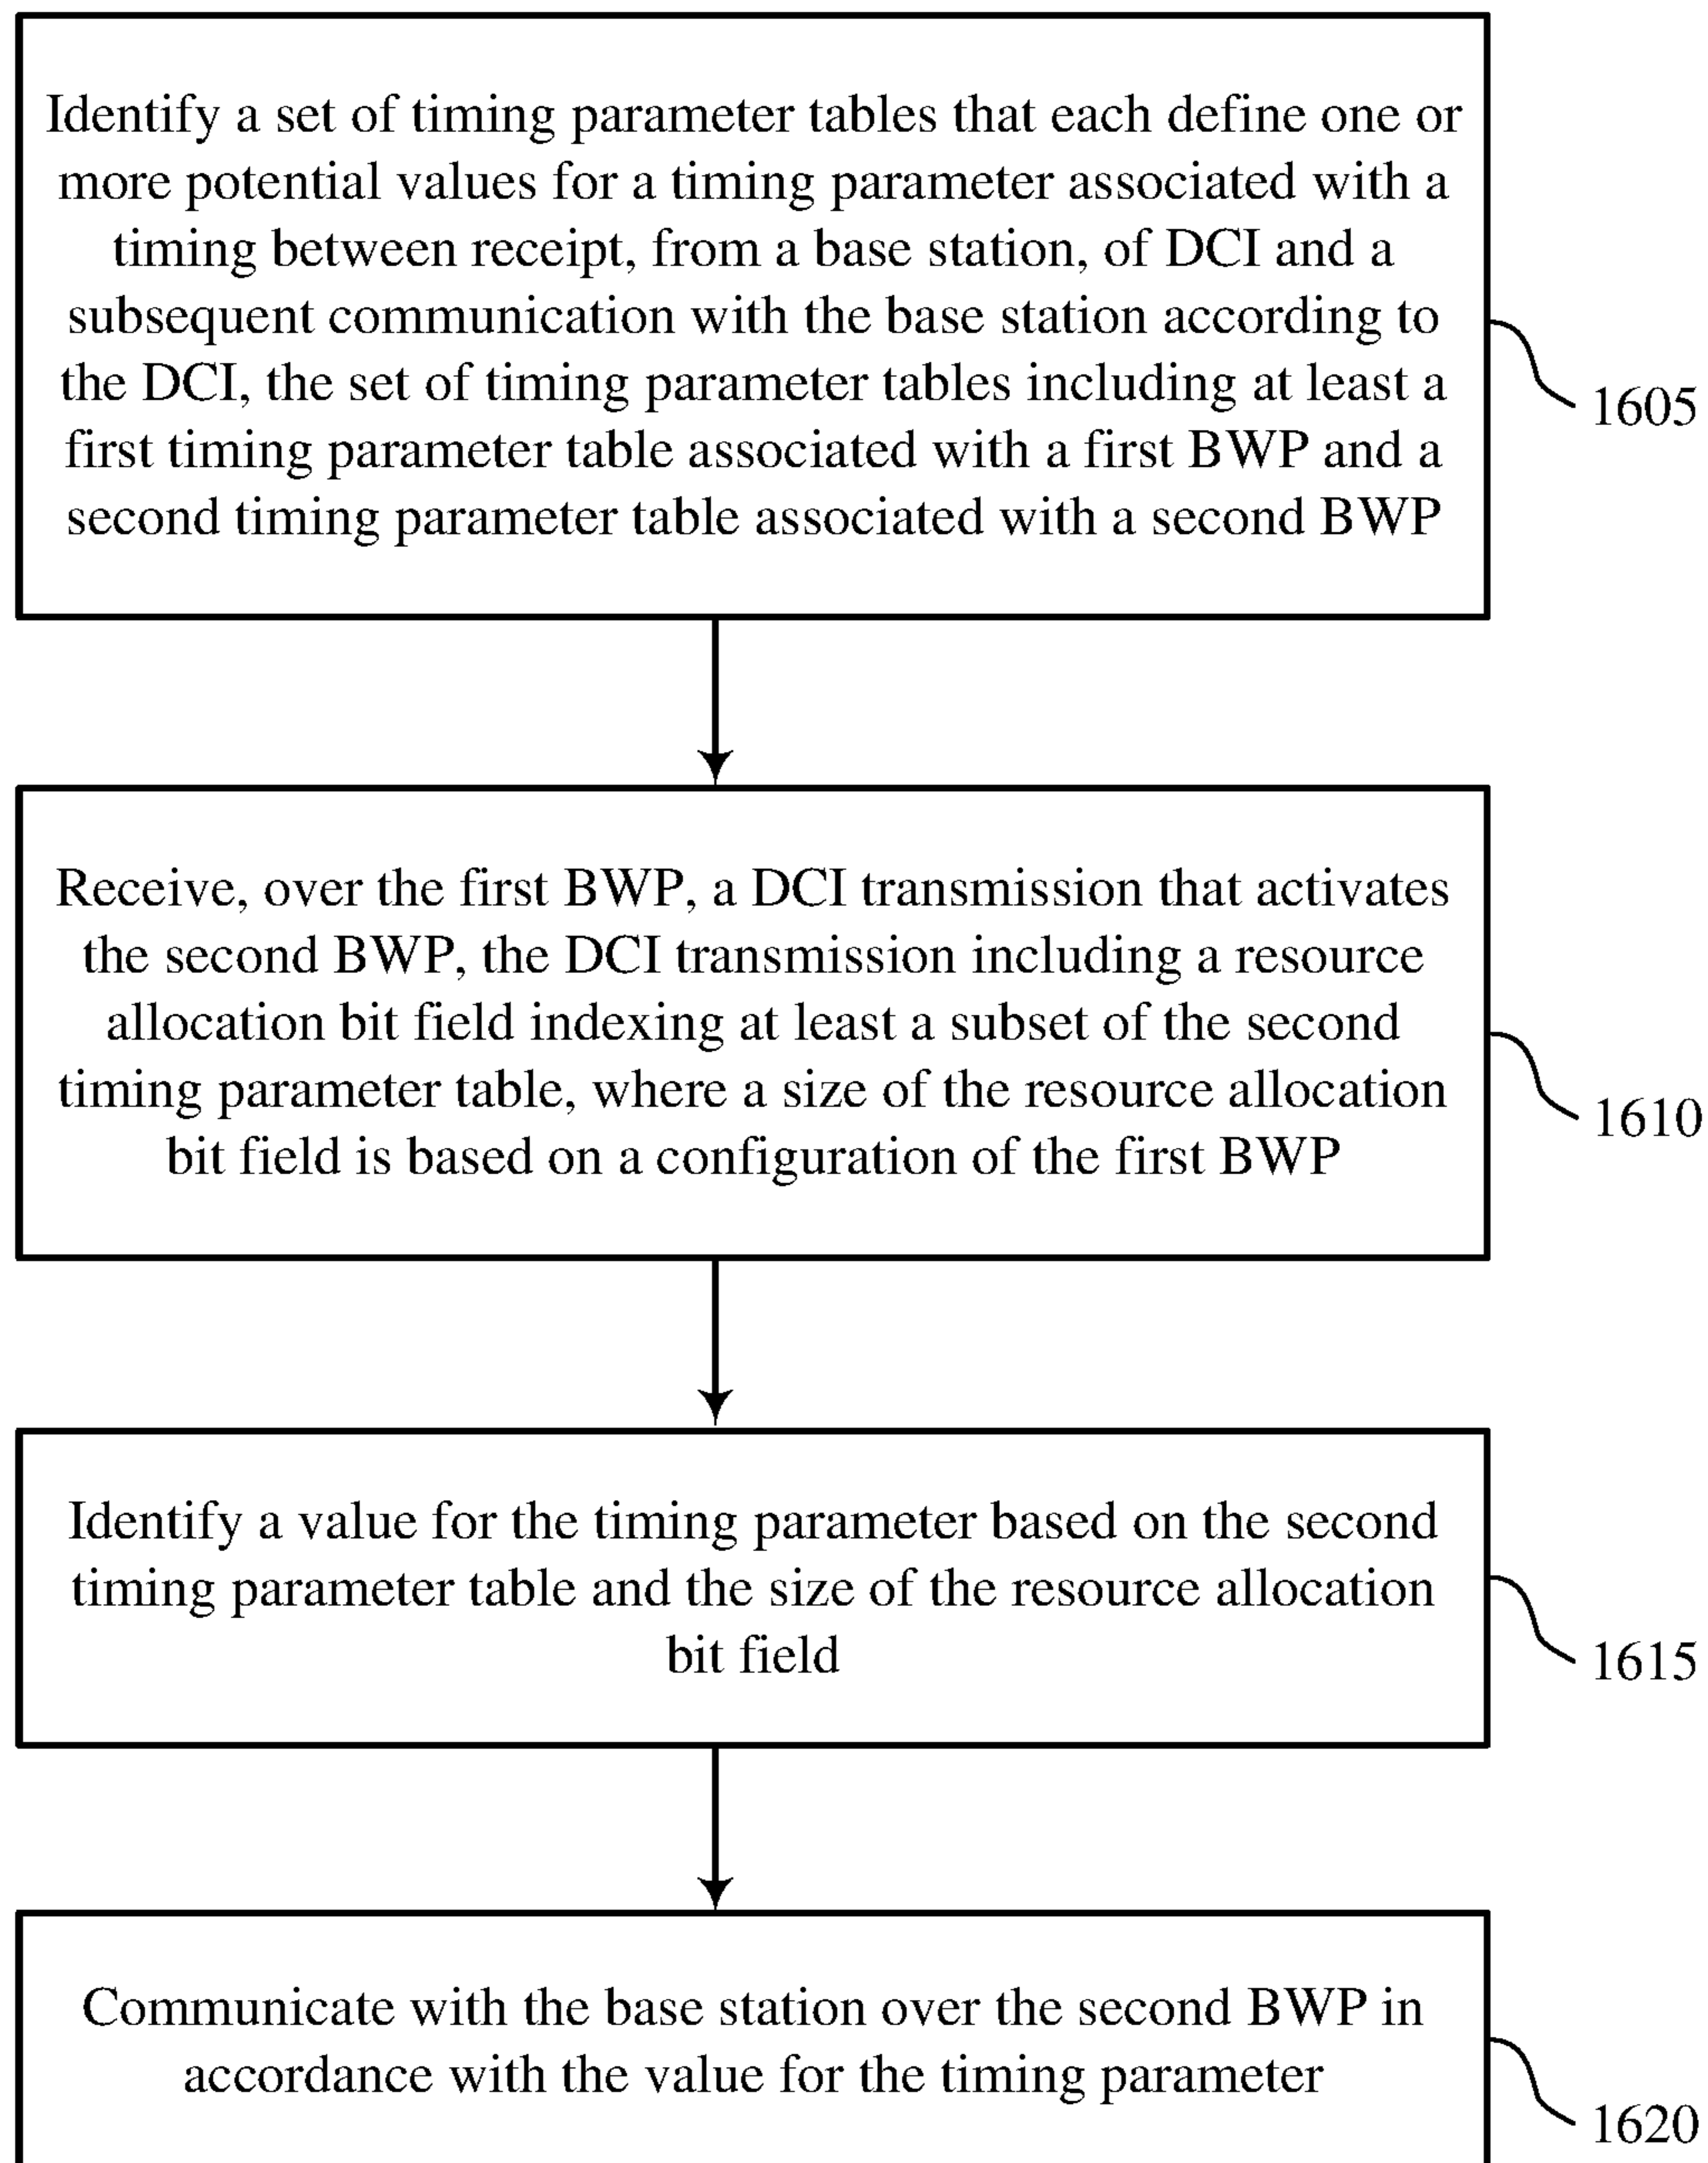 Identify a set of timing parameter tables that each define one or
more potential values for a timing parameter associated with a
timing between receipt, from a base station, of DCI and a
subsequent communication with the base station according to
the DCI, the set of timing parameter tables including at least a
first timing parameter table associated with a first BWP and a
second timing parameter table associated with a second BWP
1605
Receive, over the first BWP, a DCI transmission that activates
the second BWP, the DCI transmission including a resource
allocation bit field indexing at least a subset of the second
timing parameter table, where a size of the resource allocation
bit field is based on a configuration of the first BWP
1610
Identify a value for the timing parameter based on the second
timing parameter table and the size of the resource allocation
bit field
1615
Communicate with the base station over the second BWP in
accordance with the value for the timing parameter
1620